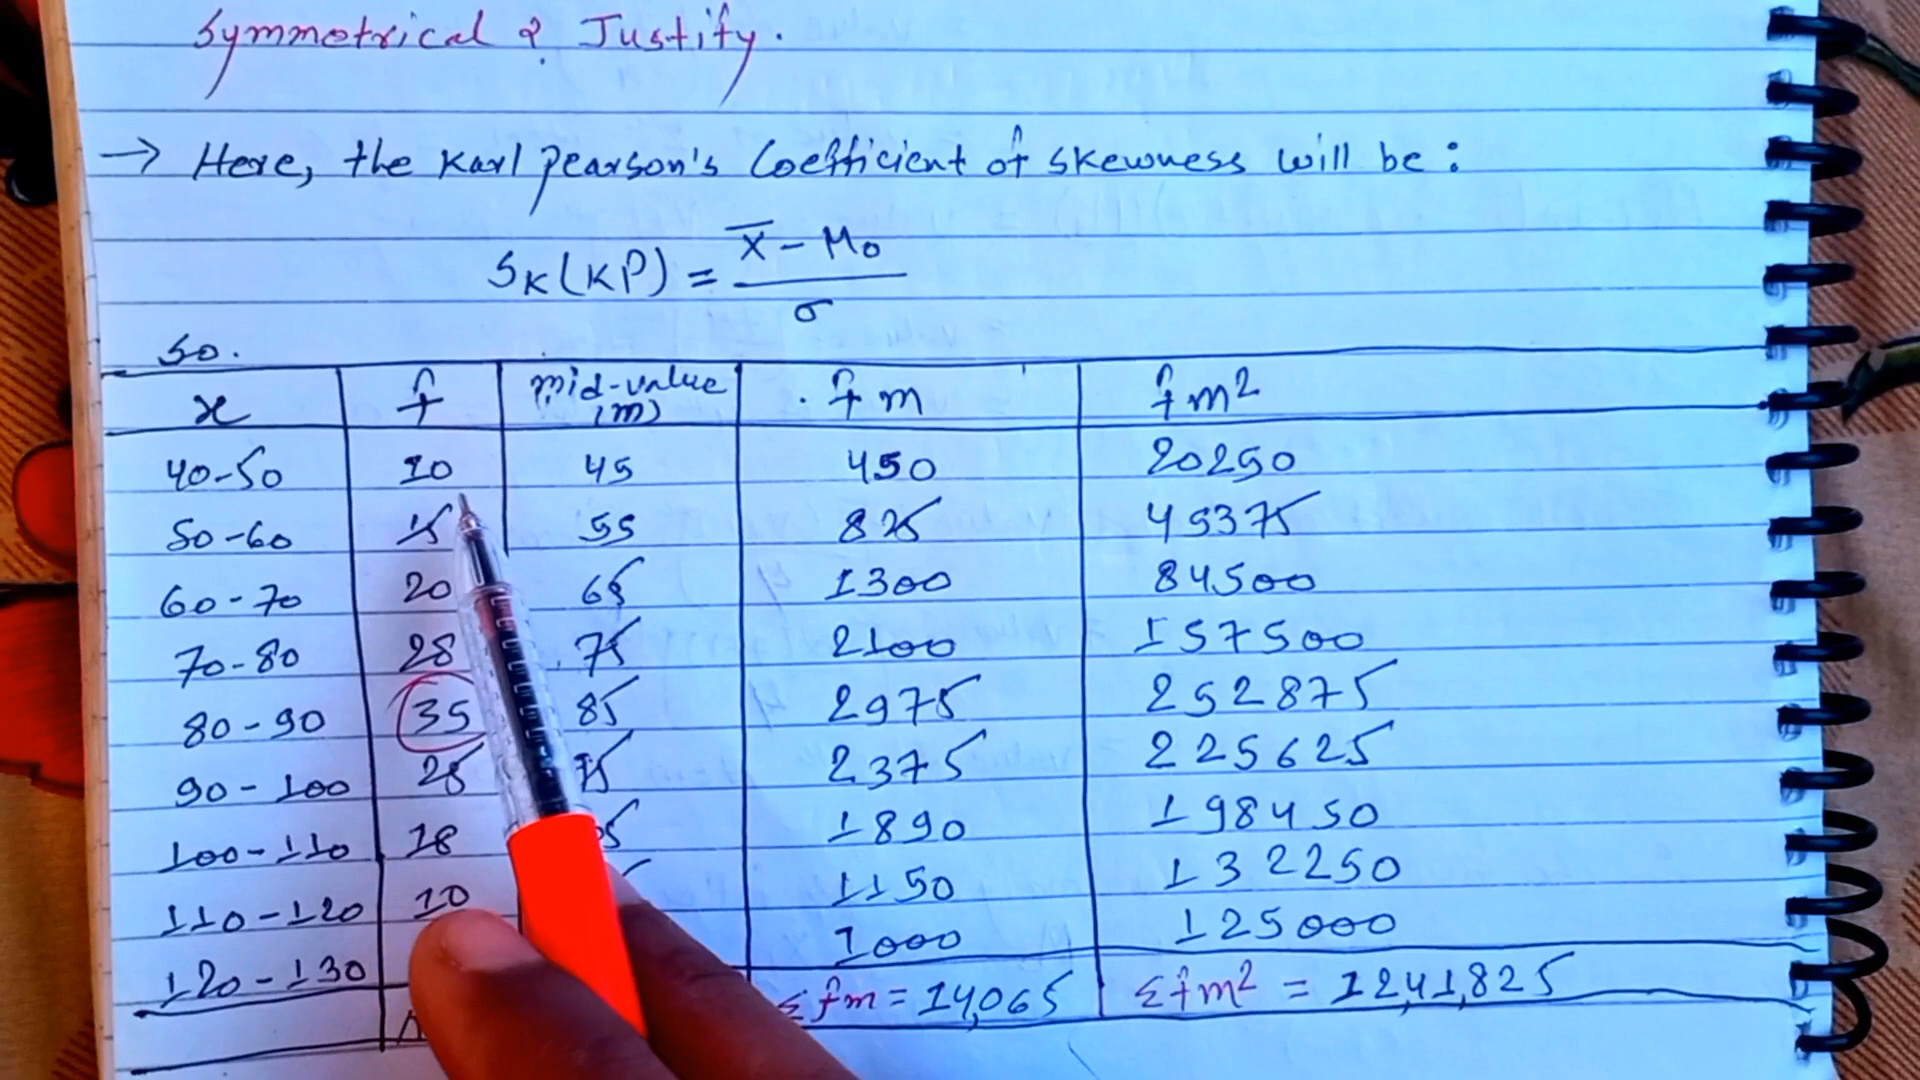 Symmetrical? Justify.
→ Here, the Karl Pearson's Coefficient of skewness will be:
SK(KP) = X̅ - Mo / σ
So.
x f mid-value (m) fm fm²
40-50 10 45 450 20250
50-60 15 55 825 45375
60-70 20 65 1300 84500
70-80 28 75 2100 157500
80-90 35 85 2975 252875
90-100 25 95 2375 225625
100-110 18 1890 198450
110-120 10 1150 132250
120-130 1000 125000
Σfm = 14,065 Σfm² = 12,41,825